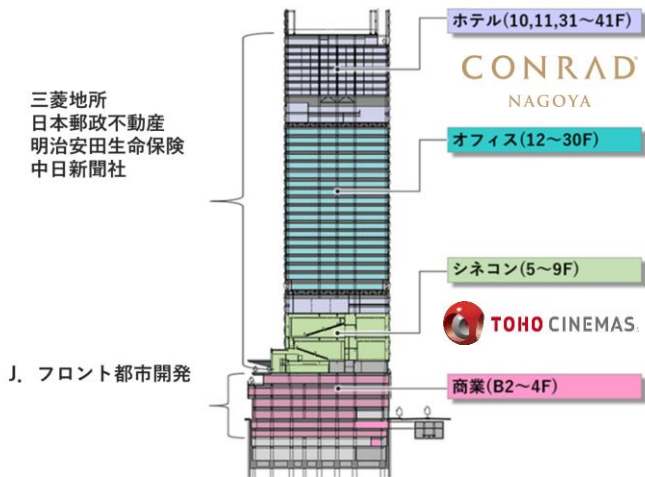 ホテル(10,11,31～41F)
CONRAD
NAGOYA
三菱地所
日本郵政不動産
明治安田生命保険
中日新聞社
オフィス(12～30F)
シネコン(5～9F)
TOHO CINEMAS
J. フロント都市開発
商業(B2～4F)